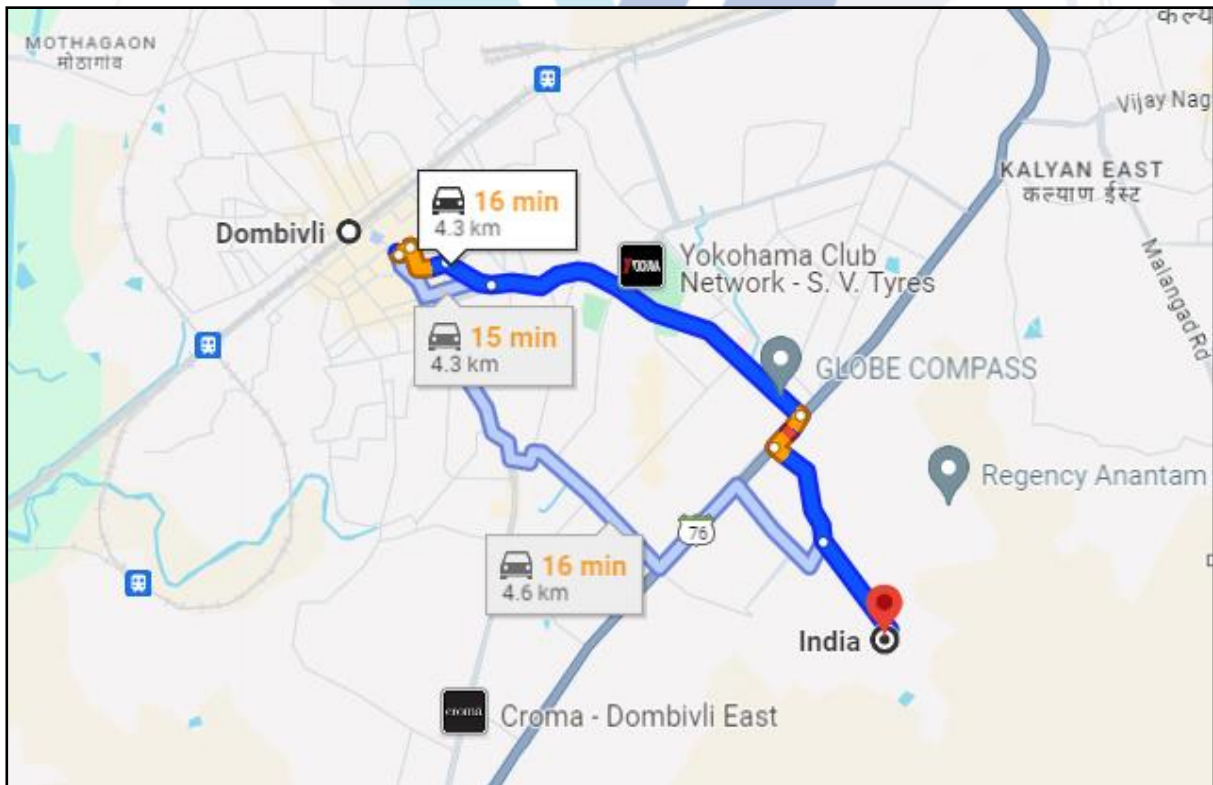 MOTHAGAON
मोठागांव
Vijay Nag
KALYAN EAST
कल्याण ईस्ट
Malangad Rd
16 min
4.3 km
Dombivli
Yokohama Club
Network - S. V. Tyres
15 min
4.3 km
GLOBE COMPASS
Regency Anantam
76
16 min
4.6 km
India
croma
Croma - Dombivli East